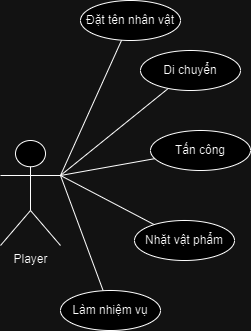 Đặt tên nhân vật
Di chuyển
Tấn công
Nhặt vật phẩm
Làm nhiệm vụ
Player